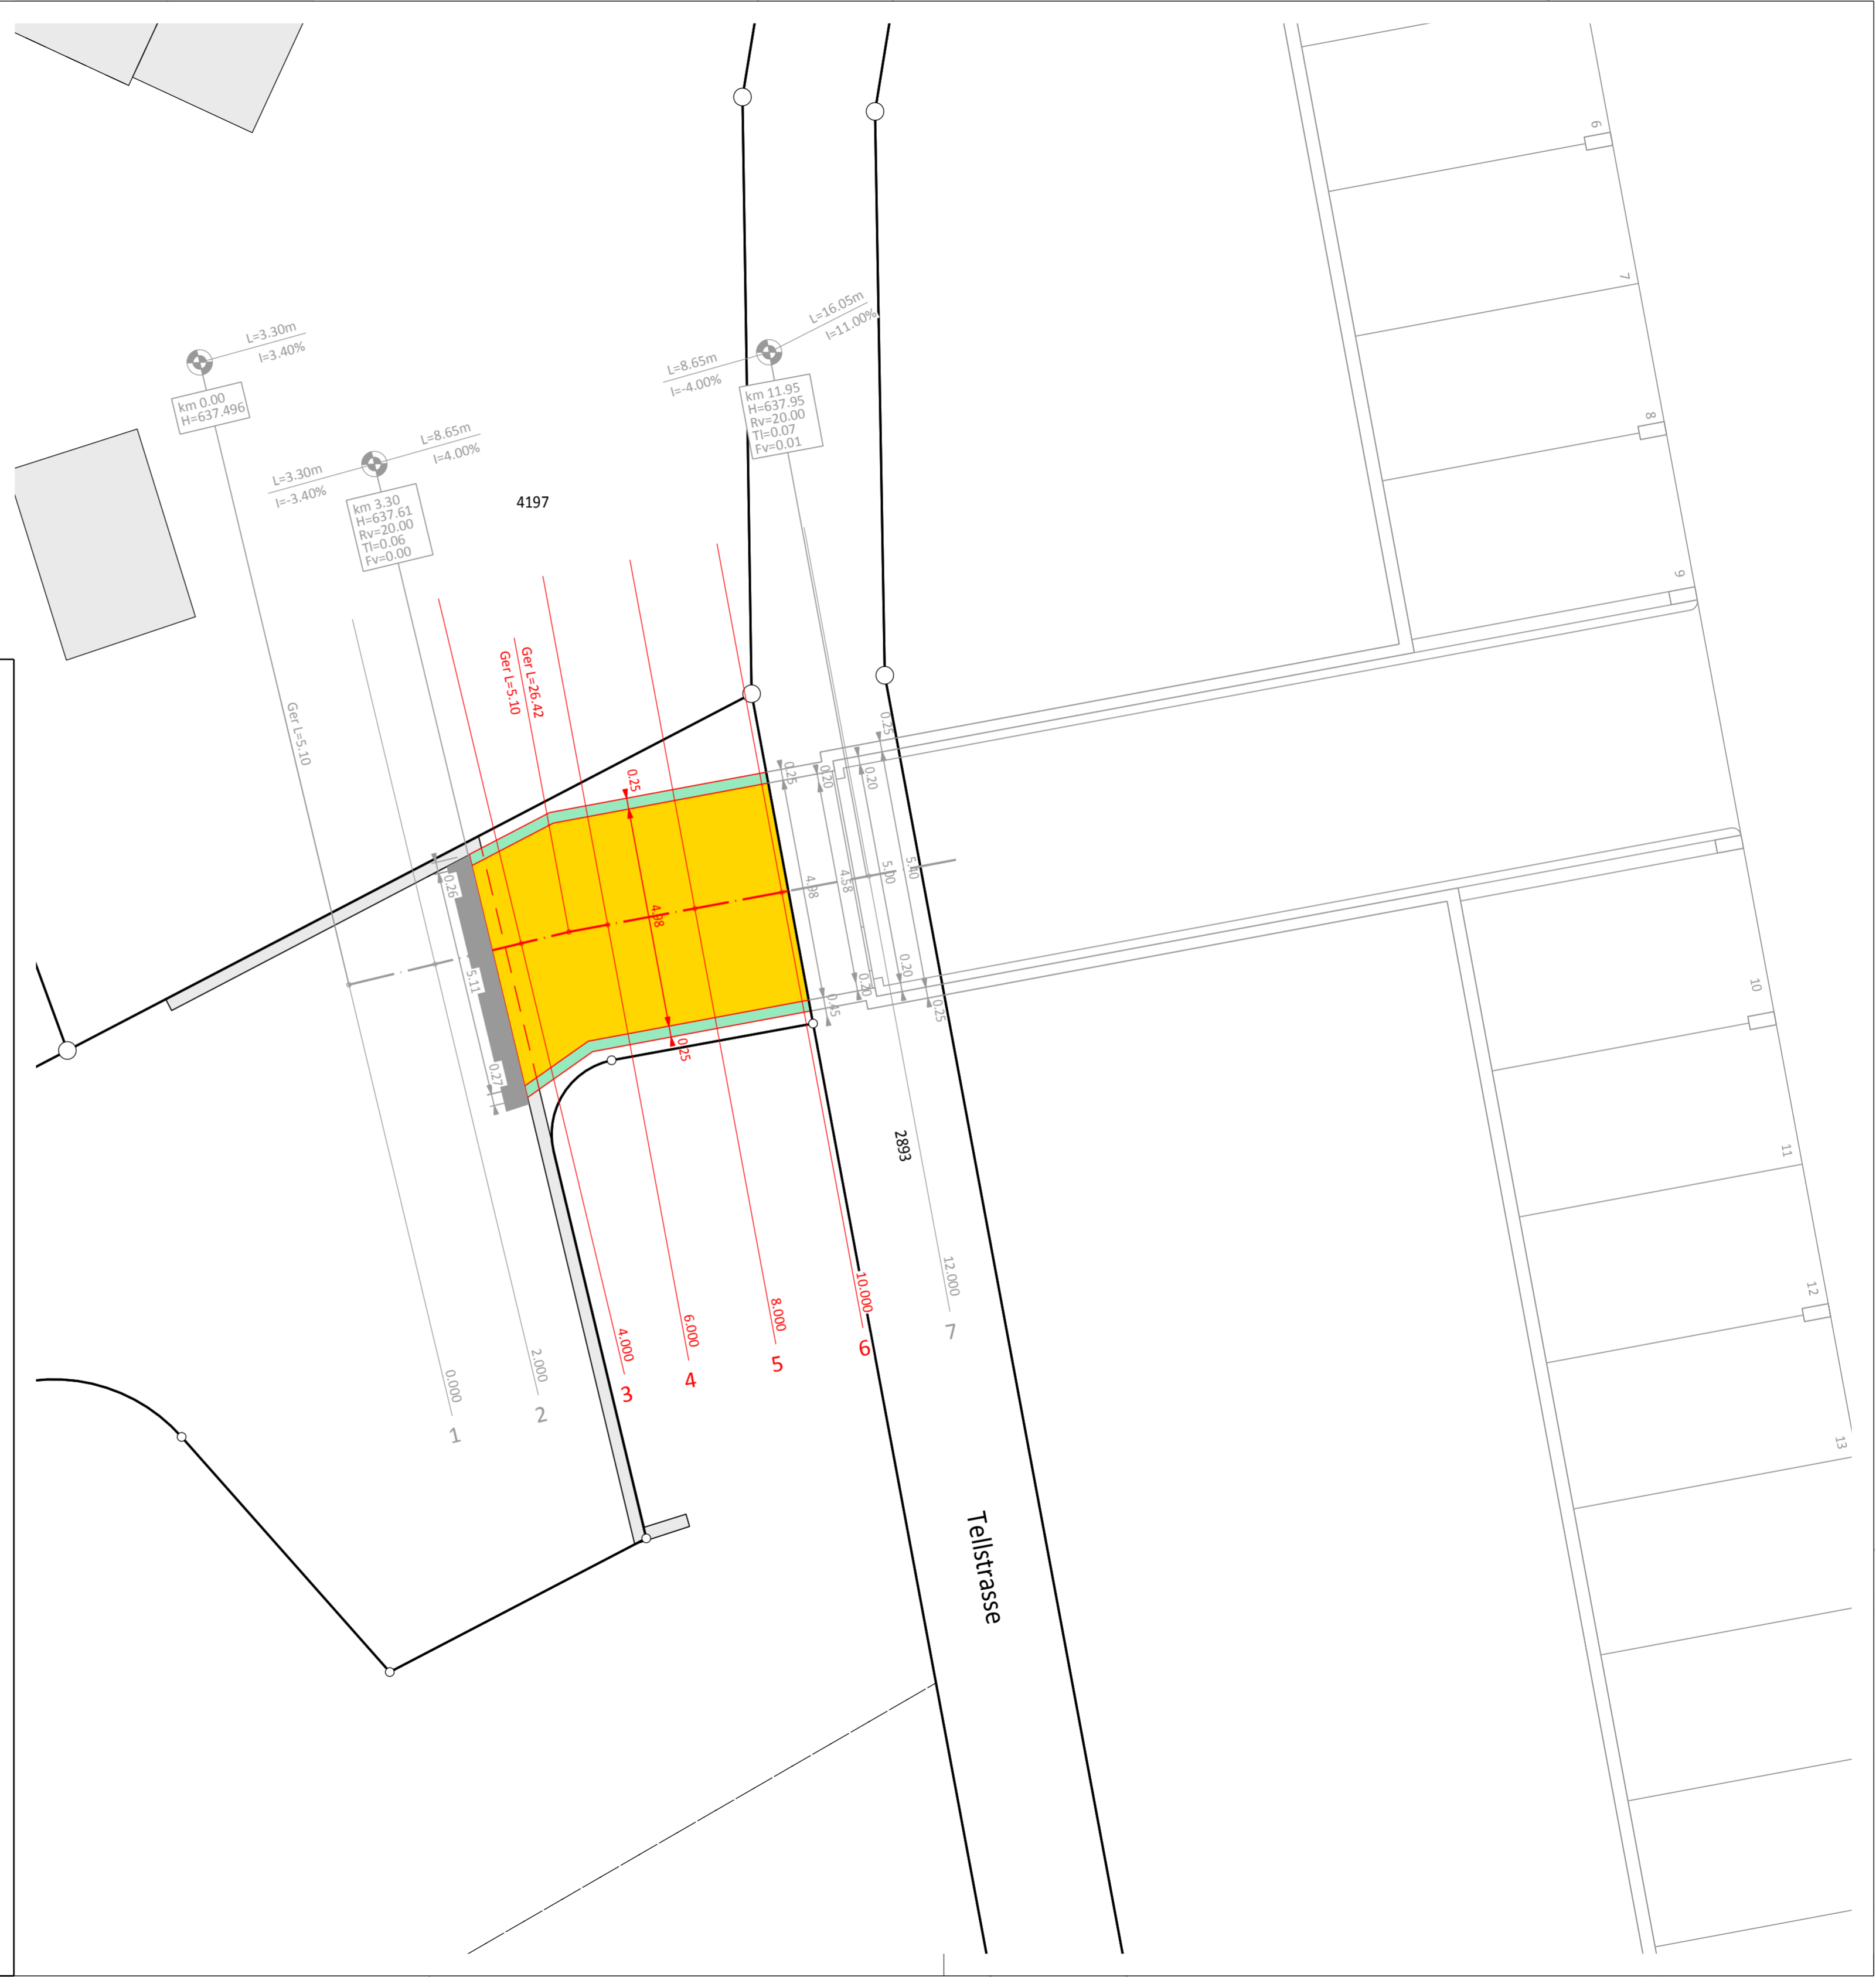 6
7
8
9
10
11
12
13
L=3.30m
I=3.40%
km 0.00
H=637.496
L=8.65m
I=4.00%
L=3.30m
I=-3.40%
km 3.30
H=637.61
Rv=20.00
Tl=0.06
Fv=0.00
L=16.05m
I=11.00%
L=8.65m
I=-4.00%
km 11.95
H=637.95
Rv=20.00
Tl=0.07
Fv=0.01
4197
Ger L=5.10
Ger L=5.10
Ger L=26.42
0.25
4.98
0.25
0.26
5.11
0.27
0.25
4.98
0.45
0.20
4.58
0.20
0.20
5.00
0.20
0.25
5.40
0.25
2893
0.000
1
2.000
2
4.000
3
6.000
4
8.000
5
10.000
6
12.000
7
Tellstrasse